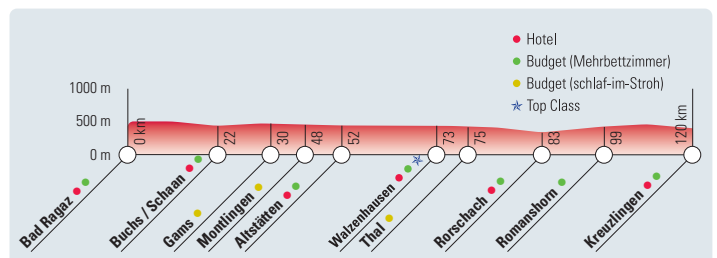 Hotel
Budget (Mehrbettzimmer)
Budget (schlaf-im-Stroh)
Top Class
1000 m
500 m
0 m
0 km
22
30
48
52
73
75
83
99
120 km
Bad Ragaz
Buchs / Schaan
Gams
Montlingen
Altstätten
Walzenhausen
Thal
Rorschach
Romanshorn
Kreuzlingen